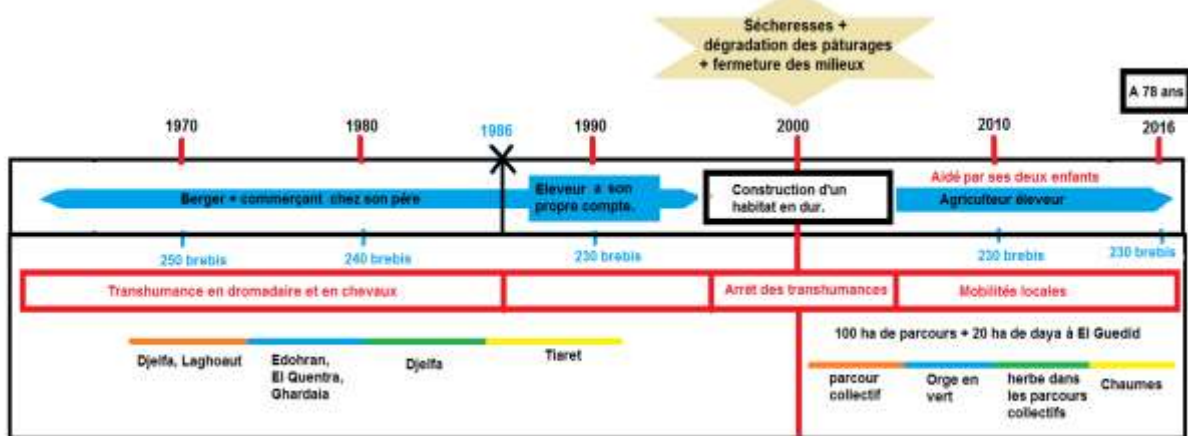 Sécheresses +
dégradation des pâturages
+ fermeture des milieux
A 78 ans
1970
1980
1986
1990
2000
2010
2016
Berger + commerçant chez son père
Eleveur a son
propre compte.
Construction d'un
habitat en dur.
Aidé par ses deux enfants
Agriculteur éleveur
250 brebis
240 brebis
230 brebis
230 brebis
230 brebis
Transhumance en dromadaire et en chevaux
Arret des transhumances
Mobilités locales
100 ha de parcours + 20 ha de daya à El Guedid
Djelfa, Laghoaut
Edohran,
El Quentra,
Ghardaia
Djelfa
Tiaret
parcour
collectif
Orge en
vert
herbe dans
les parcours
collectifs
Chaumes